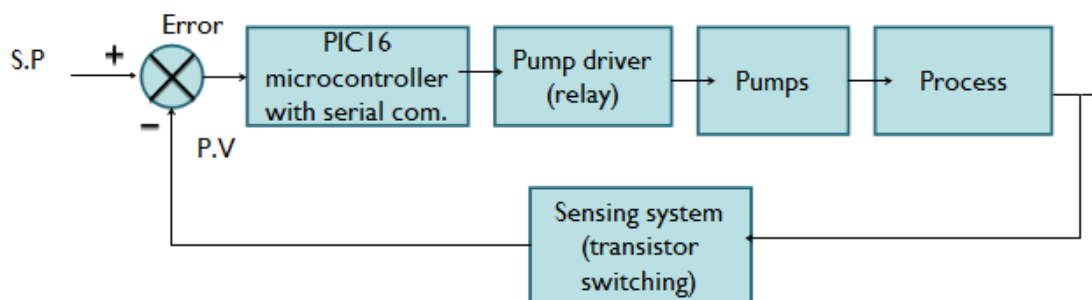 Error
S.P
+
PIC16
microcontroller
with serial com.
Pump driver
(relay)
Pumps
Process
−
P.V
Sensing system
(transistor
switching)